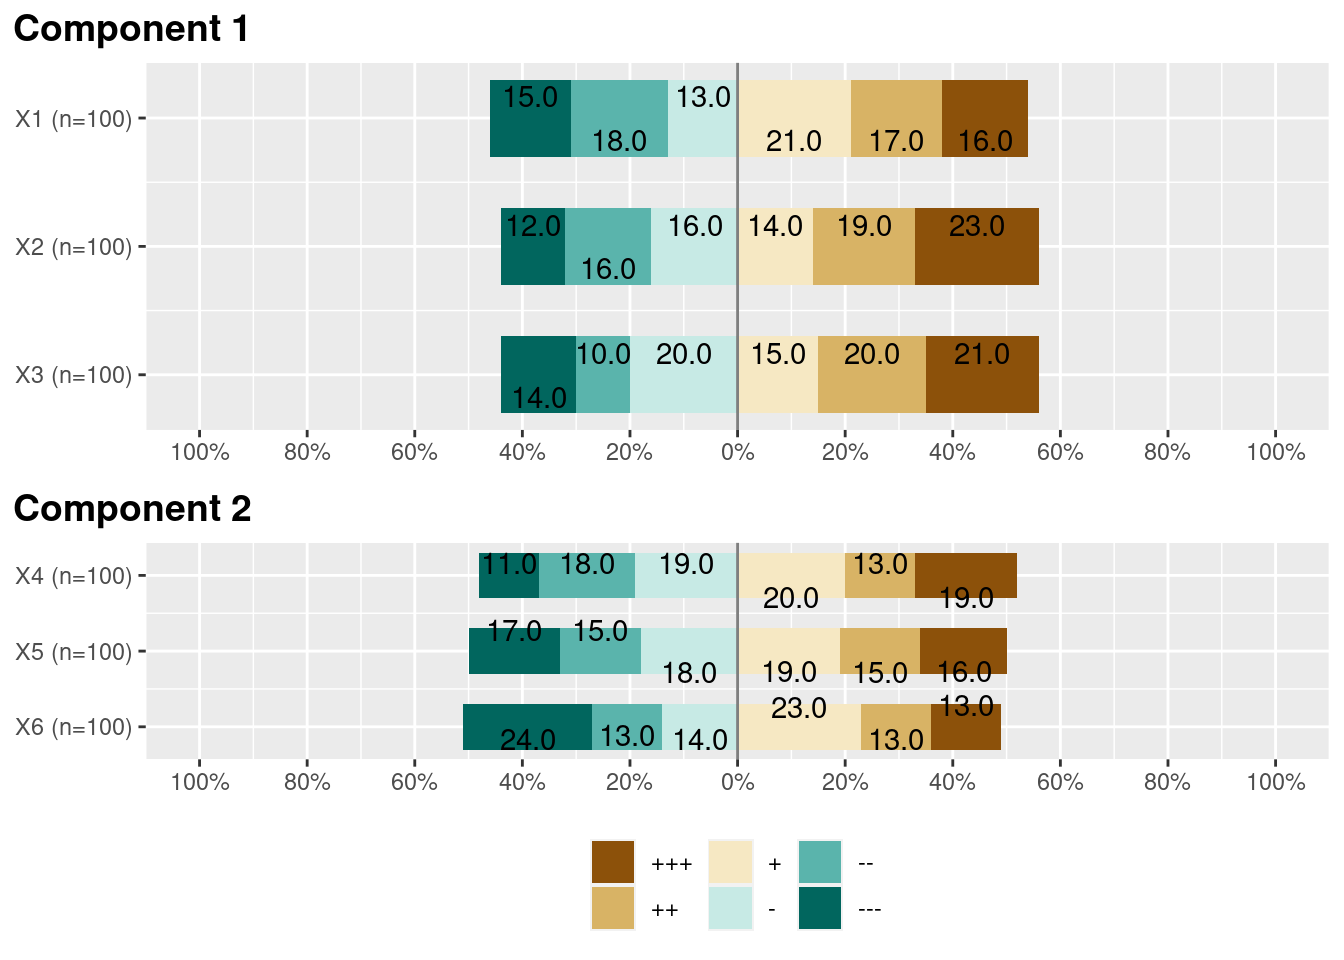 Component 1
X1 (n=100)
15.0 18.0 13.0 21.0 17.0 16.0
X2 (n=100)
12.0 16.0 16.0 14.0 19.0 23.0
X3 (n=100)
14.0 10.0 20.0 15.0 20.0 21.0
100% 80% 60% 40% 20% 0% 20% 40% 60% 80% 100%
Component 2
X4 (n=100)
11.0 18.0 19.0 20.0 13.0 19.0
X5 (n=100)
17.0 15.0 18.0 19.0 15.0 16.0
X6 (n=100)
24.0 13.0 14.0 23.0 13.0 13.0
100% 80% 60% 40% 20% 0% 20% 40% 60% 80% 100%
+++ + --
++ - ---